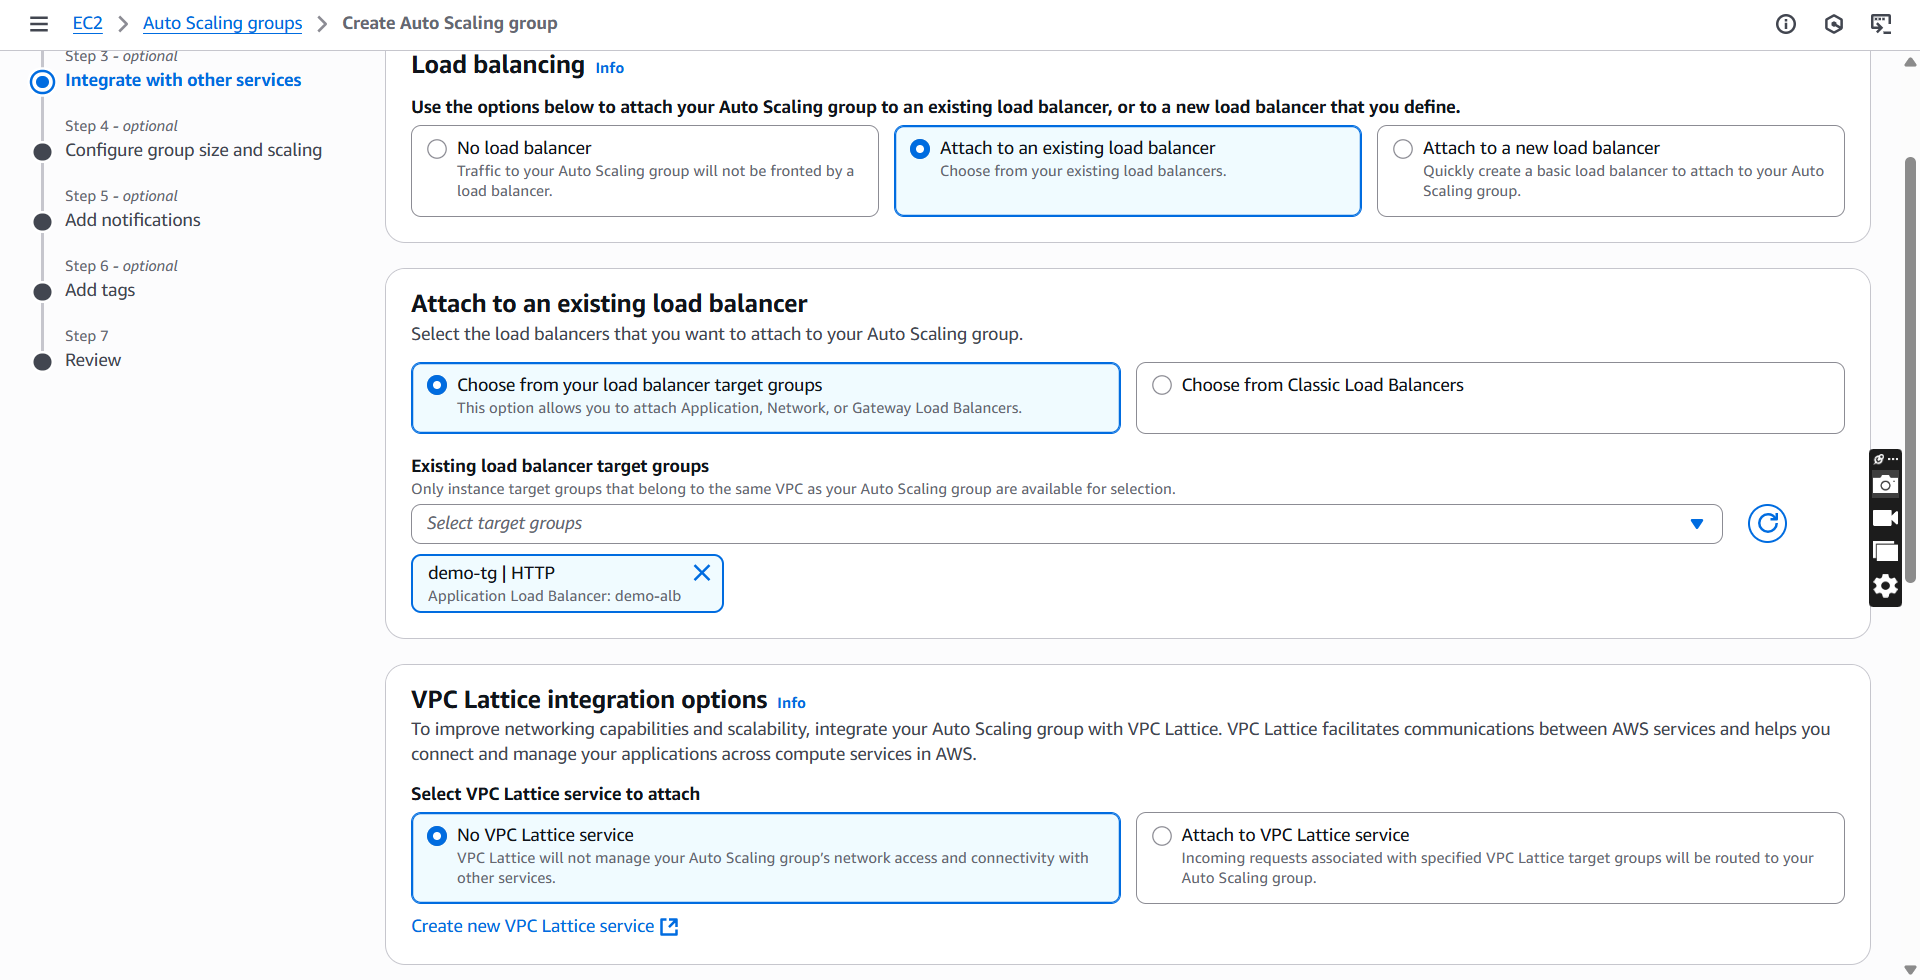 EC2 > Auto Scaling groups > Create Auto Scaling group
Step 3 - optional
Integrate with other services
Step 4 - optional
Configure group size and scaling
Step 5 - optional
Add notifications
Step 6 - optional
Add tags
Step 7
Review
Load balancing Info
Use the options below to attach your Auto Scaling group to an existing load balancer, or to a new load balancer that you define.
No load balancer
Traffic to your Auto Scaling group will not be fronted by a
load balancer.
Attach to an existing load balancer
Choose from your existing load balancers.
Attach to a new load balancer
Quickly create a basic load balancer to attach to your Auto
Scaling group.
Attach to an existing load balancer
Select the load balancers that you want to attach to your Auto Scaling group.
Choose from your load balancer target groups
This option allows you to attach Application, Network, or Gateway Load Balancers.
Choose from Classic Load Balancers
Existing load balancer target groups
Only instance target groups that belong to the same VPC as your Auto Scaling group are available for selection.
Select target groups
demo-tg | HTTP
Application Load Balancer: demo-alb
VPC Lattice integration options Info
To improve networking capabilities and scalability, integrate your Auto Scaling group with VPC Lattice. VPC Lattice facilitates communications between AWS services and helps you
connect and manage your applications across compute services in AWS.
Select VPC Lattice service to attach
No VPC Lattice service
VPC Lattice will not manage your Auto Scaling group's network access and connectivity with
other services.
Attach to VPC Lattice service
Incoming requests associated with specified VPC Lattice target groups will be routed to your
Auto Scaling group.
Create new VPC Lattice service